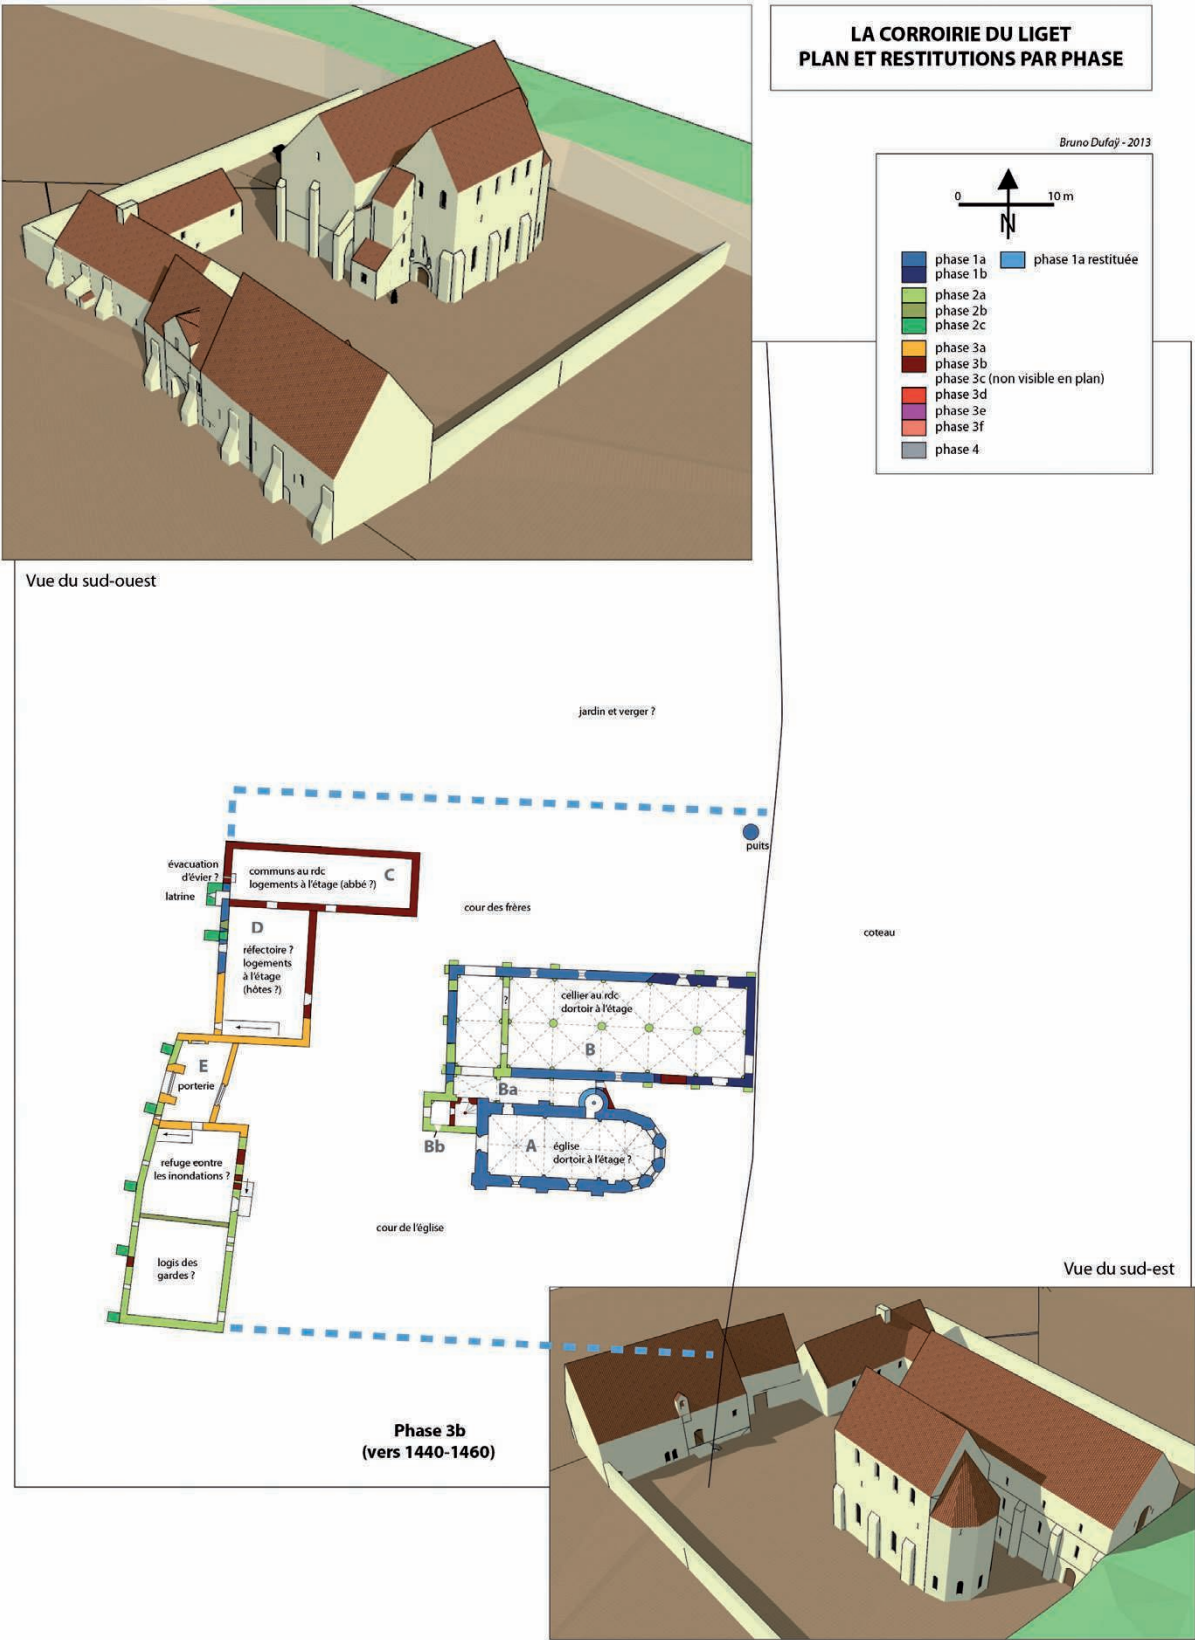 LA CORROIRIE DU LIGET
PLAN ET RESTITUTIONS PAR PHASE
Bruno Dufaÿ - 2013
0 10 m
N
phase 1a phase 1a restituée
phase 1b
phase 2a
phase 2b
phase 2c
phase 3a
phase 3b
phase 3c (non visible en plan)
phase 3d
phase 3e
phase 3f
phase 4
Vue du sud-ouest
jardin et verger ?
puits
évacuation
d'évier ?
latrine
communs au rdc
logements à l'étage (abbé ?)
C
cour des frères
coteau
D
réfectoire ?
logements
à l'étage
(hôtes ?)
?
cellier au rdc
dortoir à l'étage
B
E
porterie
Ba
Bb
A
église
dortoir à l'étage ?
refuge contre
les inondations ?
cour de l'église
logis des
gardes ?
Vue du sud-est
Phase 3b
(vers 1440-1460)